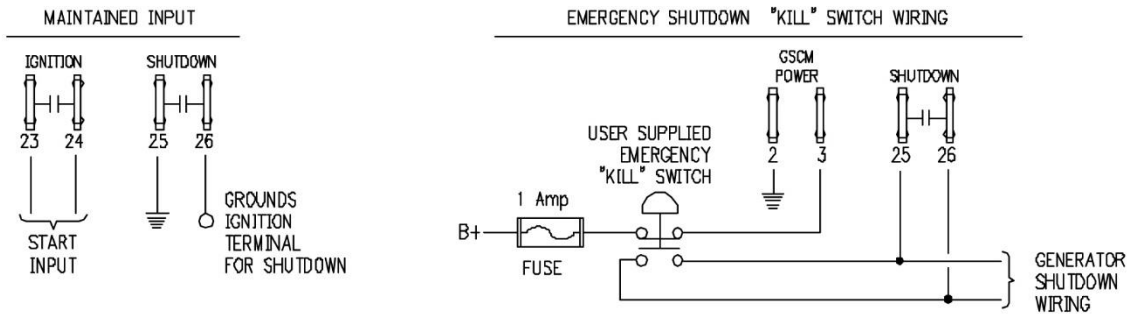 MAINTAINED INPUT
IGNITION
SHUTDOWN
23
24
25
26
START
INPUT
GROUNDS
IGNITION
TERMINAL
FOR SHUTDOWN
EMERGENCY SHUTDOWN "KILL" SWITCH WIRING
GSCM
POWER
SHUTDOWN
2
3
25
26
USER SUPPLIED
EMERGENCY
"KILL" SWITCH
1 Amp
B+
FUSE
GENERATOR
SHUTDOWN
WIRING